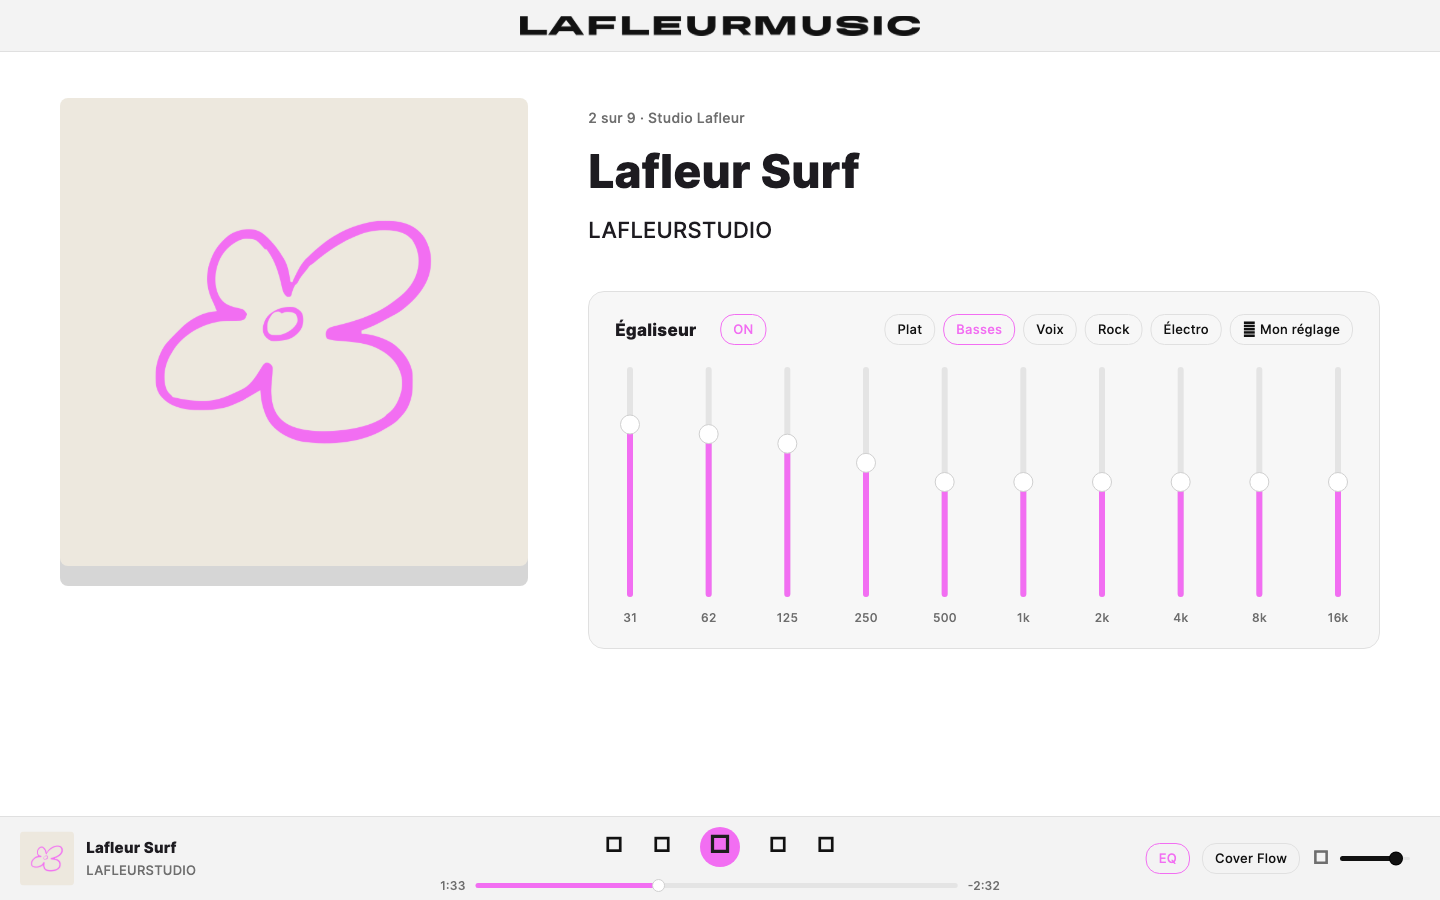 LAFLEURMUSIC
2 sur 9 · Studio Lafleur
Lafleur Surf
LAFLEURSTUDIO
Égaliseur ON Plat Basses Voix Rock Électro Mon réglage
31 62 125 250 500 1k 2k 4k 8k 16k
Lafleur Surf
LAFLEURSTUDIO
1:33 -2:32
EQ Cover Flow